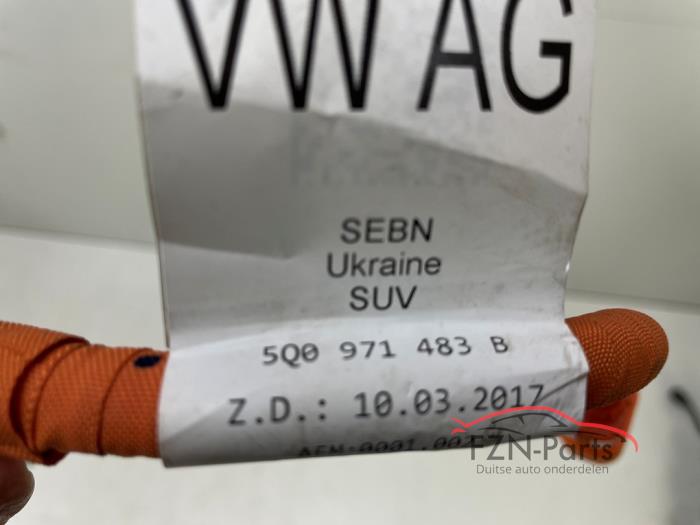 VW AG
SEBN
Ukraine
SUV
5Q0 971 483 B
Z.D.: 10.03.2017
FZN-Parts
Duitse auto onderdelen